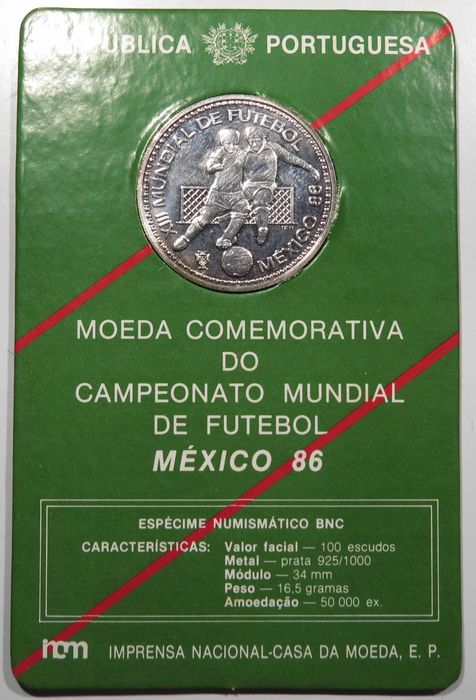 REPÚBLICA PORTUGUESA
XIII MUNDIAL DE FUTEBOL
MÉXICO 86
MOEDA COMEMORATIVA
DO
CAMPEONATO MUNDIAL
DE FUTEBOL
MÉXICO 86
ESPÉCIME NUMISMÁTICO BNC
CARACTERÍSTICAS: Valor facial — 100 escudos
Metal — prata 925/1000
Módulo — 34 mm
Peso — 16,5 gramas
Amoedação — 50 000 ex.
incm IMPRENSA NACIONAL-CASA DA MOEDA, E. P.